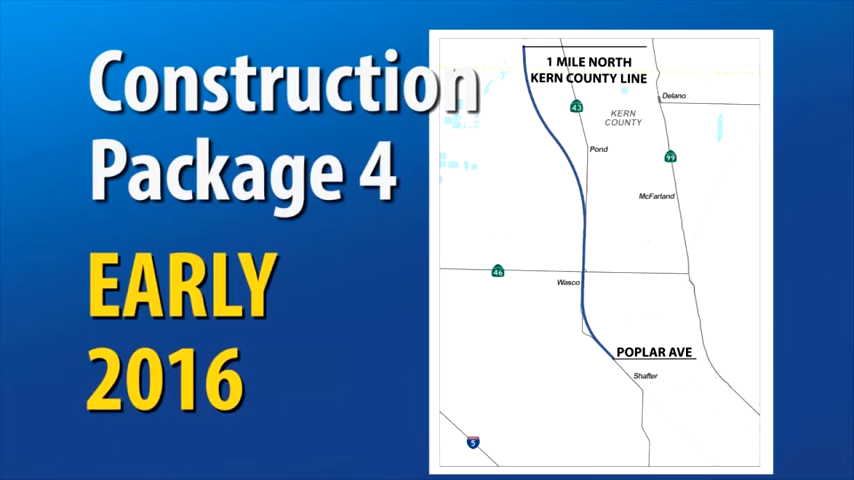 Construction
Package 4
EARLY
2016
1 MILE NORTH
KERN COUNTY LINE
43
Delano
KERN
COUNTY
Pond
99
McFarland
46
Wasco
POPLAR AVE
Shafter
5